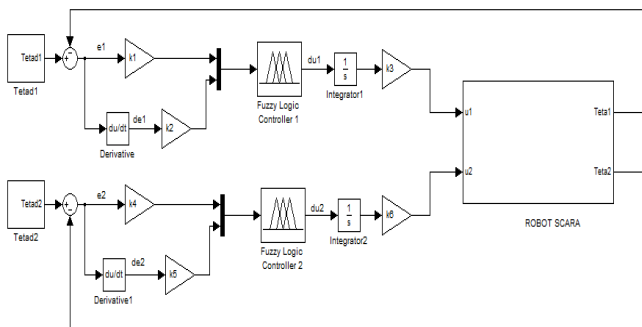 Tetad1
Tetad1
e1
k1
du/dt
Derivative
de1
k2
Fuzzy Logic
Controller 1
du1
1
s
Integrator1
k3
u1
Teta1
u2
Teta2
ROBOT SCARA
Tetad2
Tetad2
e2
k4
du/dt
Derivative1
de2
k5
Fuzzy Logic
Controller 2
du2
1
s
Integrator2
k6